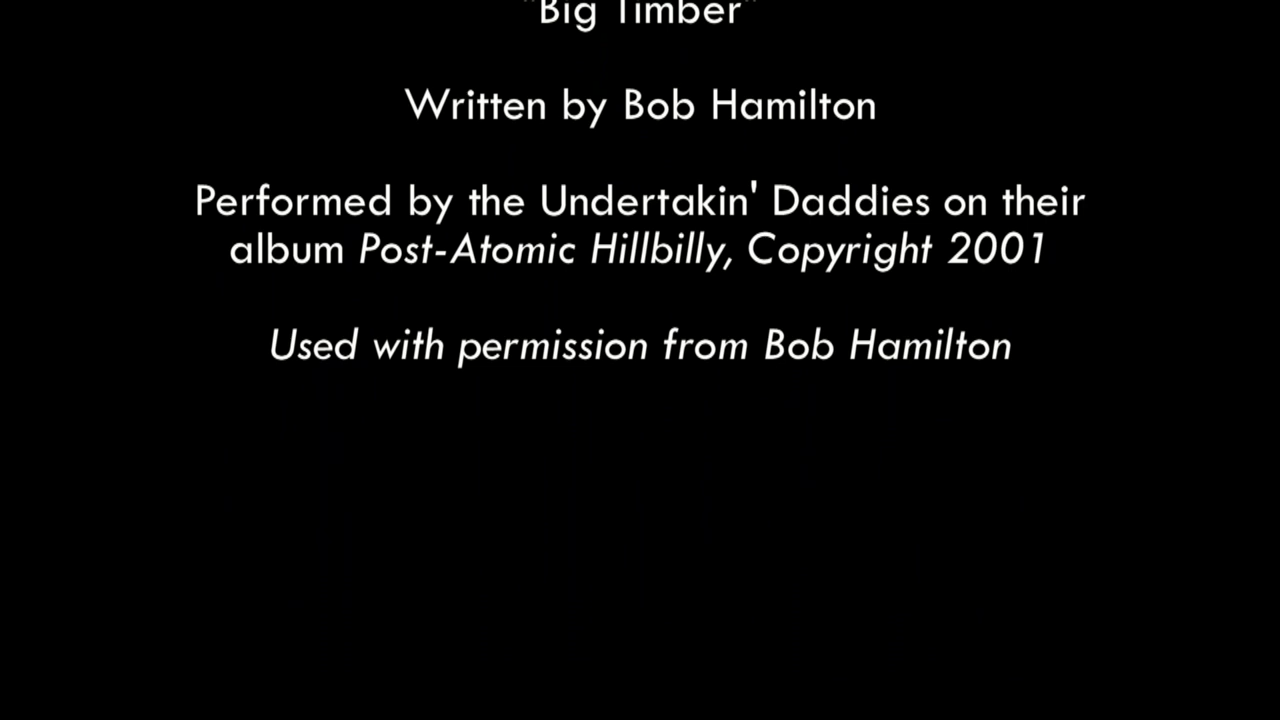 "Big Timber"
Written by Bob Hamilton
Performed by the Undertakin' Daddies on their
album Post-Atomic Hillbilly, Copyright 2001
Used with permission from Bob Hamilton